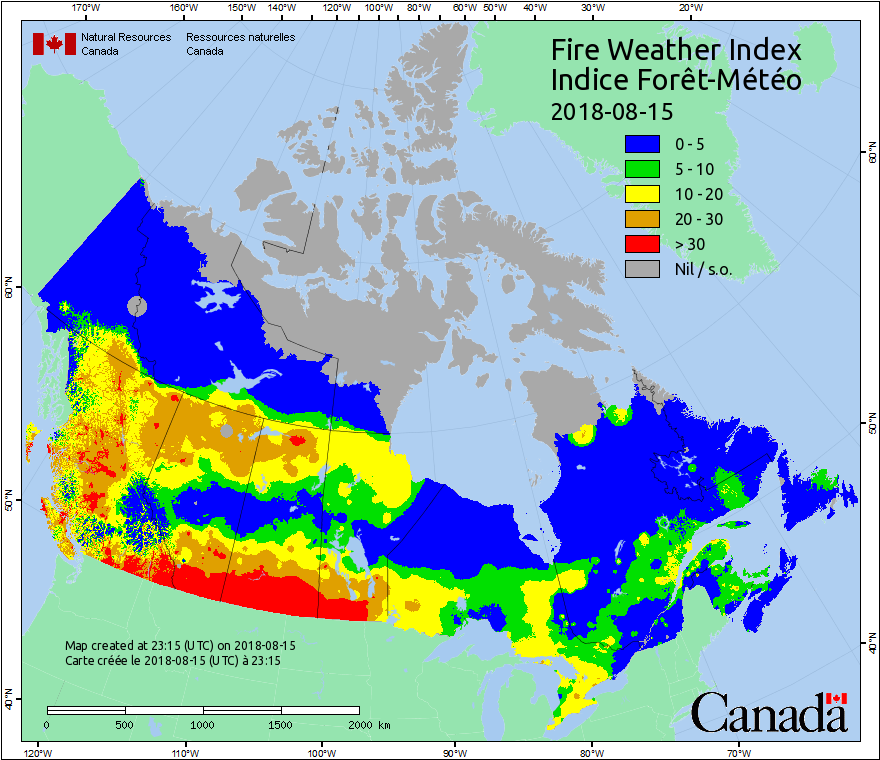 170°W 160°W 150°W 140°W 130°W 120°W 110°W 100°W 90°W 80°W 70°W 60°W 50°W 40°W 30°W 20°W
Natural Resources Ressources naturelles
Canada Canada
Fire Weather Index
Indice Forêt-Météo
2018-08-15
0 - 5
5 - 10
10 - 20
20 - 30
> 30
Nil / s.o.
60°N
60°N
50°N
50°N
40°N
40°N
Map created at 23:15 (UTC) on 2018-08-15
Carte créée le 2018-08-15 (UTC) à 23:15
0 500 1000 1500 2000 km
Canada
120°W 110°W 100°W 90°W 80°W 70°W